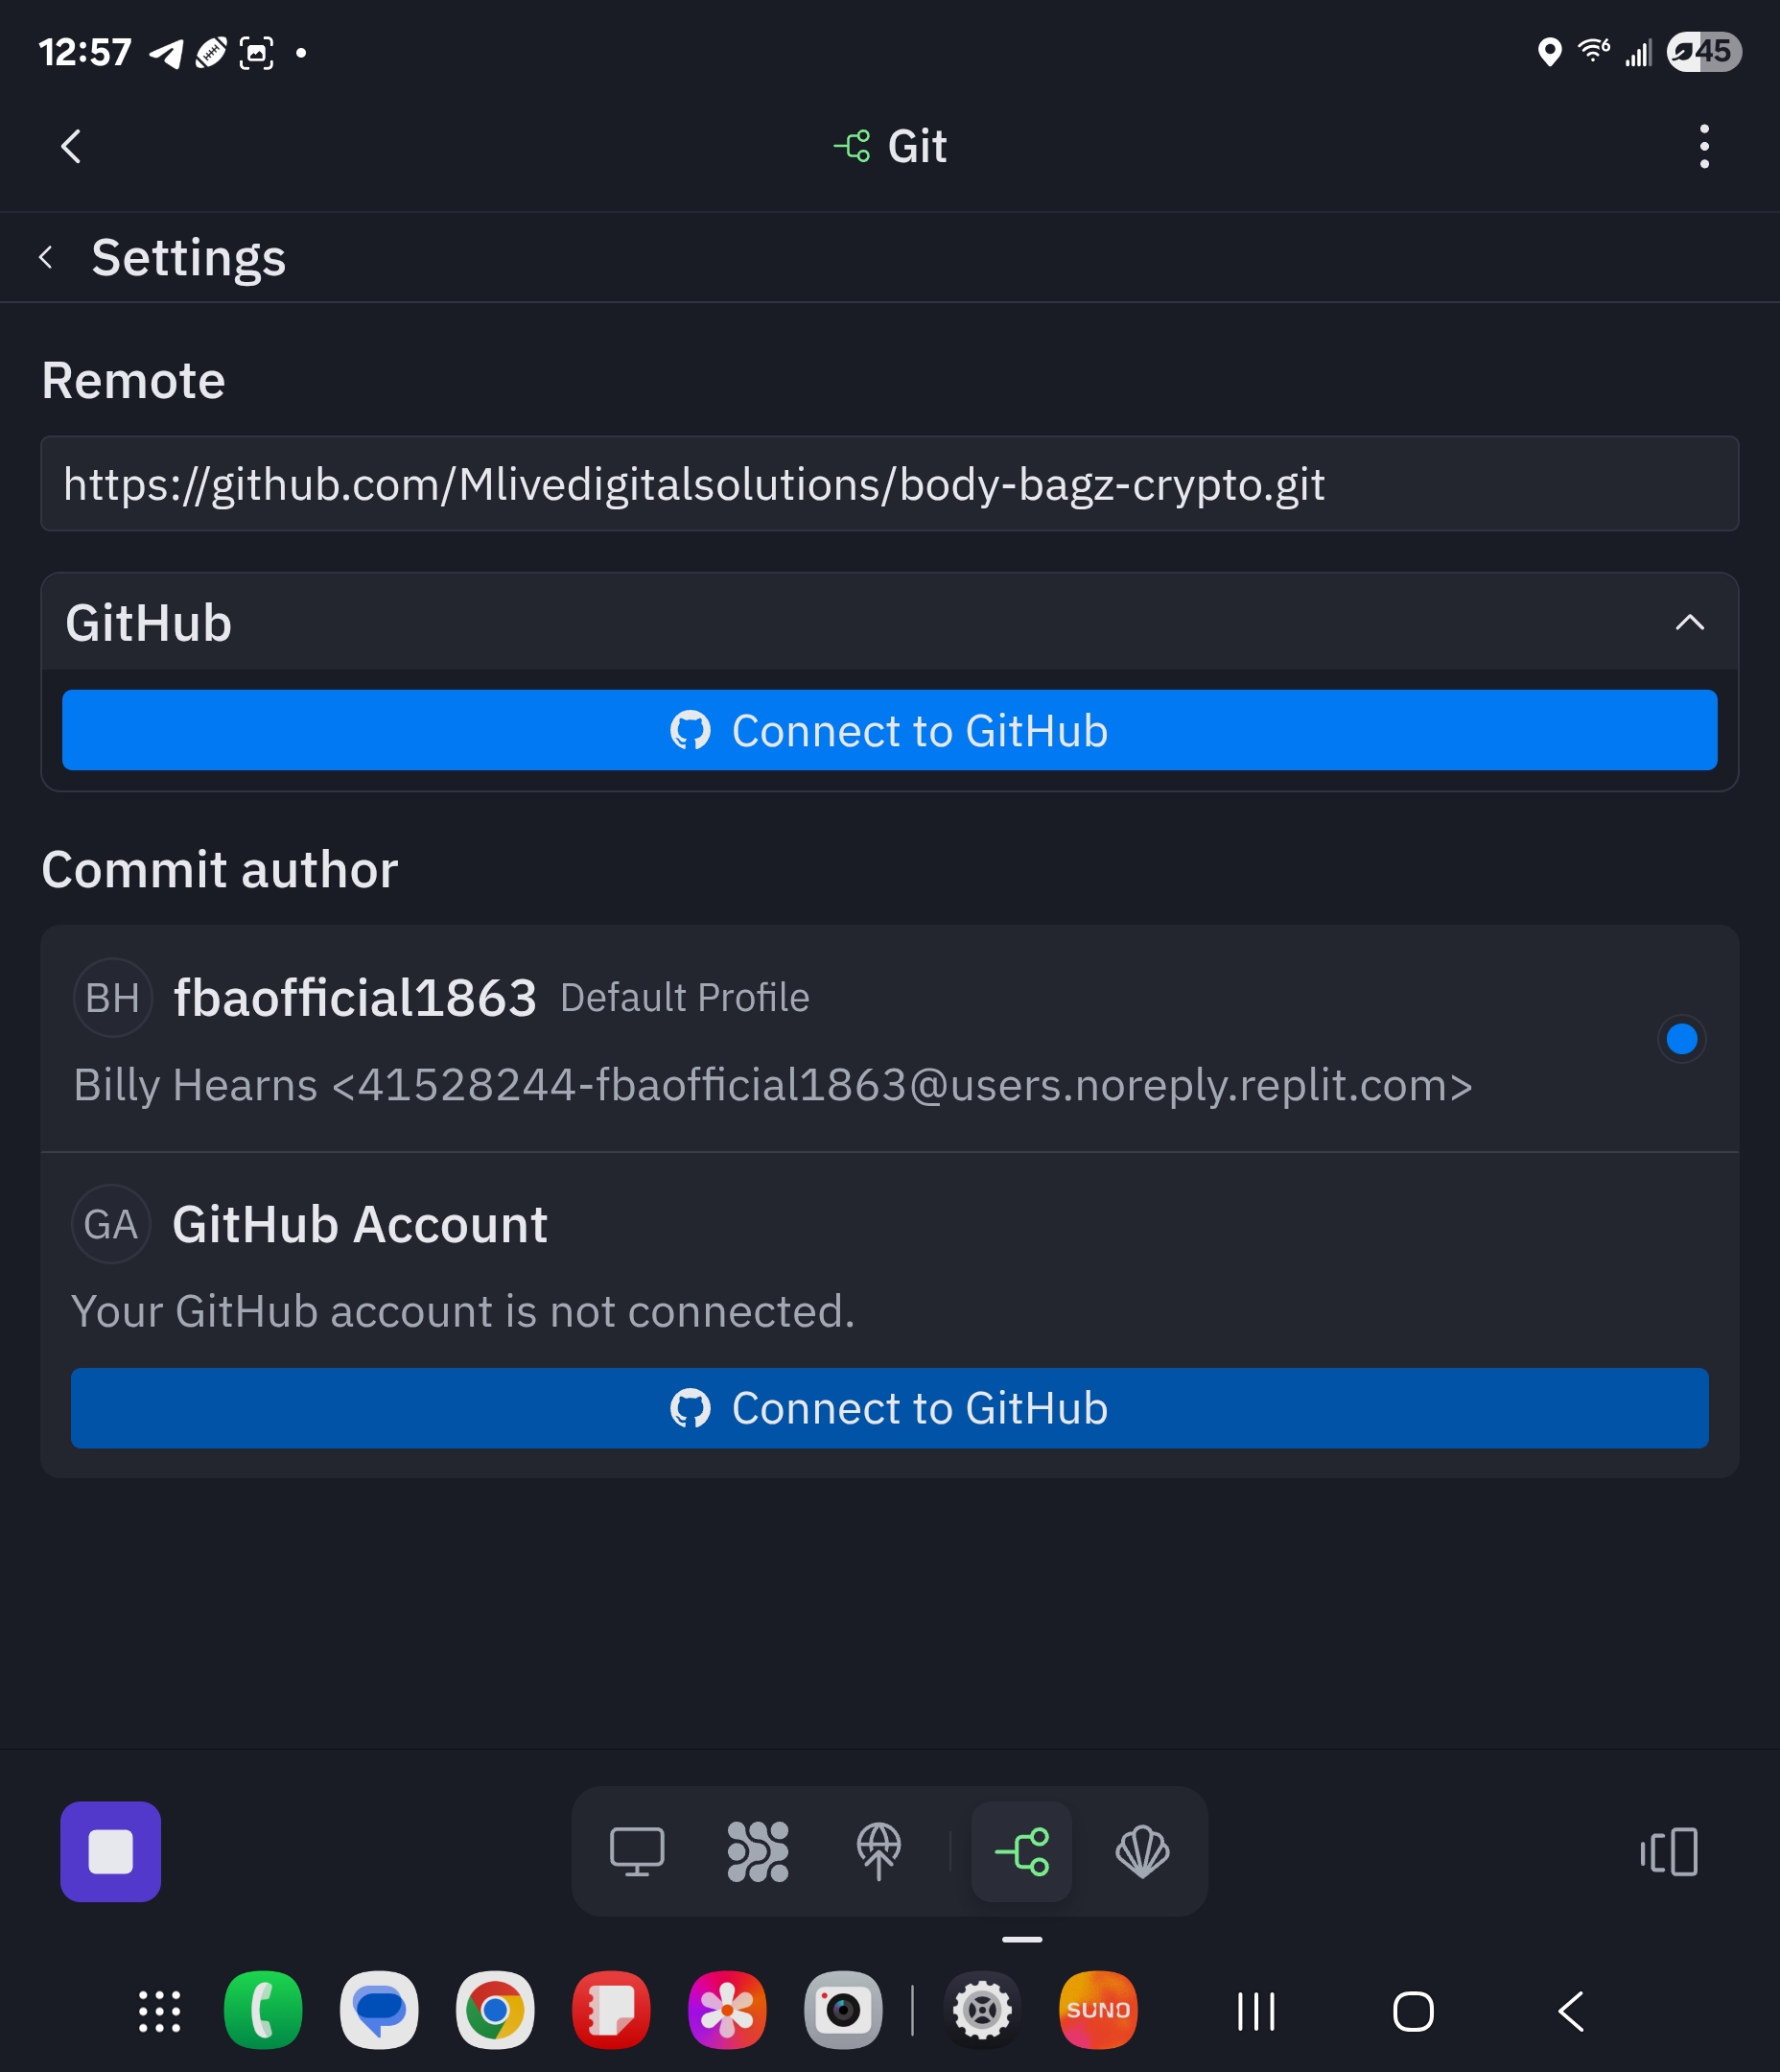 12:57
6
45
Git
Settings
Remote
https://github.com/Mlivedigitalsolutions/body-bagz-crypto.git
GitHub
Connect to GitHub
Commit author
BH fbaofficial1863 Default Profile
Billy Hearns <41528244-fbaofficial1863@users.noreply.replit.com>
GA GitHub Account
Your GitHub account is not connected.
Connect to GitHub
SUNO